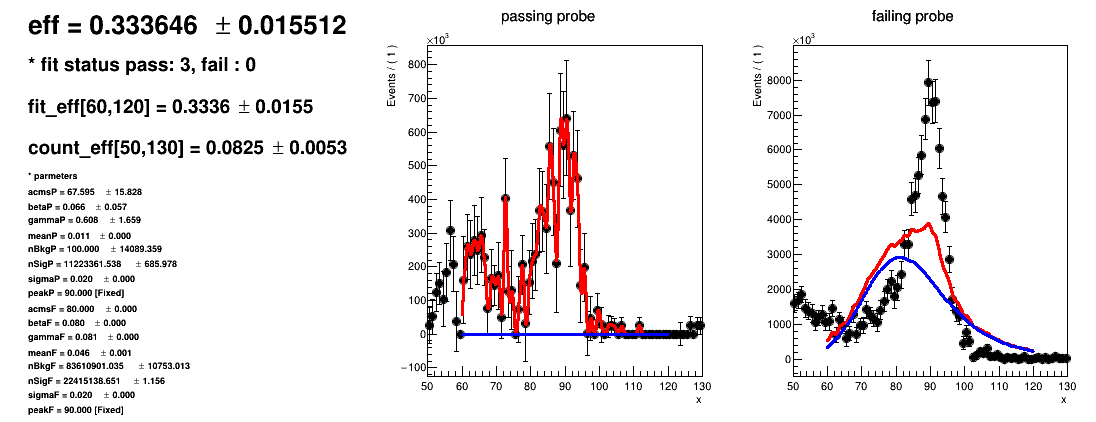 eff = 0.333646 ± 0.015512
* fit status pass: 3, fail : 0
fit_eff[60,120] = 0.3336 ± 0.0155
count_eff[50,130] = 0.0825 ± 0.0053
* parmeters
acmsP = 67.595 ± 15.828
betaP = 0.066 ± 0.057
gammaP = 0.608 ± 1.659
meanP = 0.011 ± 0.000
nBkgP = 100.000 ± 14089.359
nSigP = 11223361.538 ± 685.978
sigmaP = 0.020 ± 0.000
peakP = 90.000 [Fixed]
acmsF = 80.000 ± 0.000
betaF = 0.080 ± 0.000
gammaF = 0.081 ± 0.000
meanF = 0.046 ± 0.001
nBkgF = 83610901.035 ± 10753.013
nSigF = 22415138.651 ± 1.156
sigmaF = 0.020 ± 0.000
peakF = 90.000 [Fixed]
passing probe
×10³
Events / ( 1 )
800
700
600
500
400
300
200
100
0
−100
50 60 70 80 90 100 110 120 130
x
failing probe
×10³
Events / ( 1 )
8000
7000
6000
5000
4000
3000
2000
1000
0
50 60 70 80 90 100 110 120 130
x